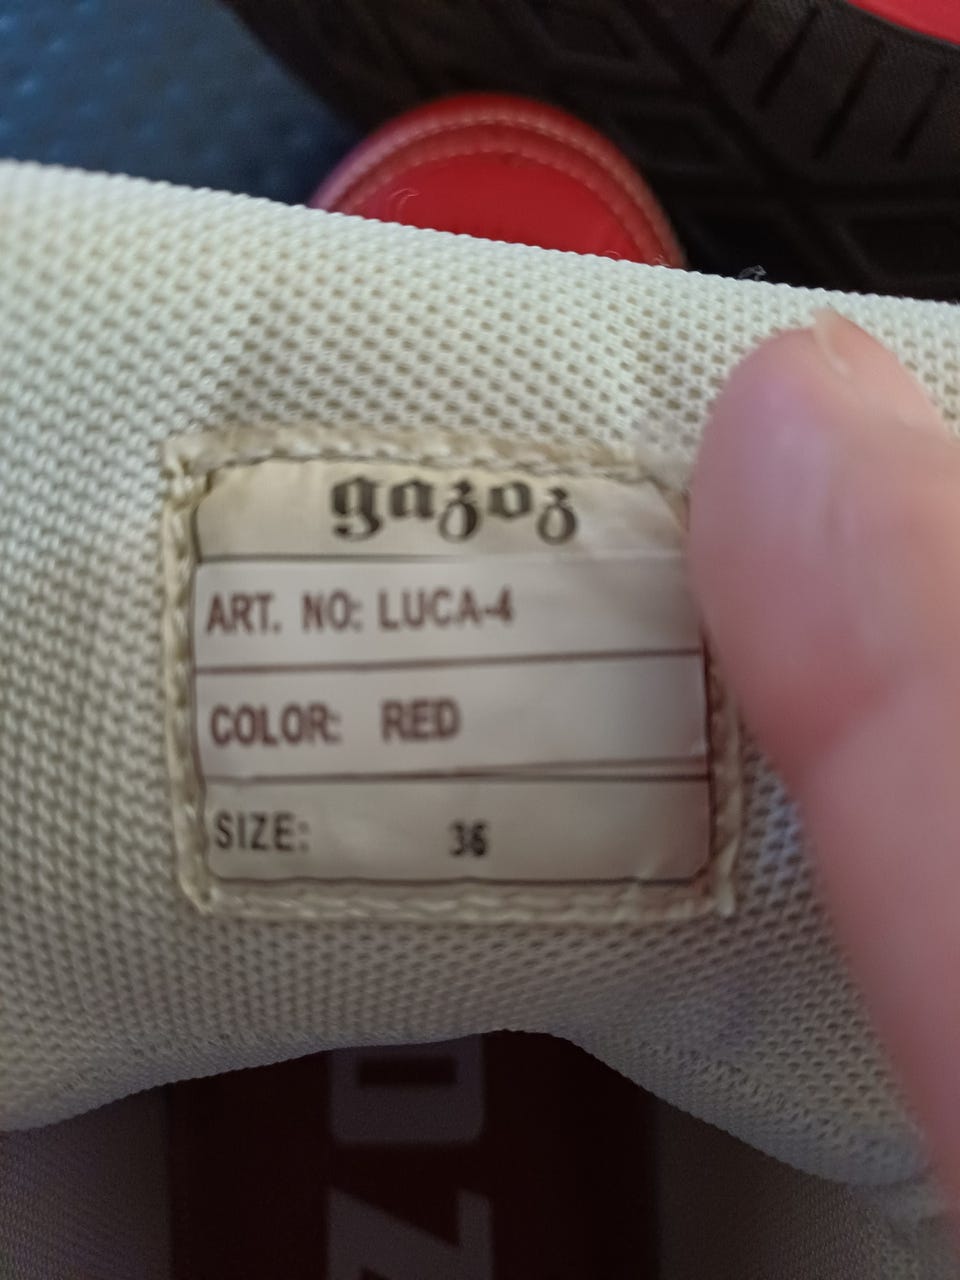 gazoz
ART. NO: LUCA-4
COLOR: RED
SIZE: 36